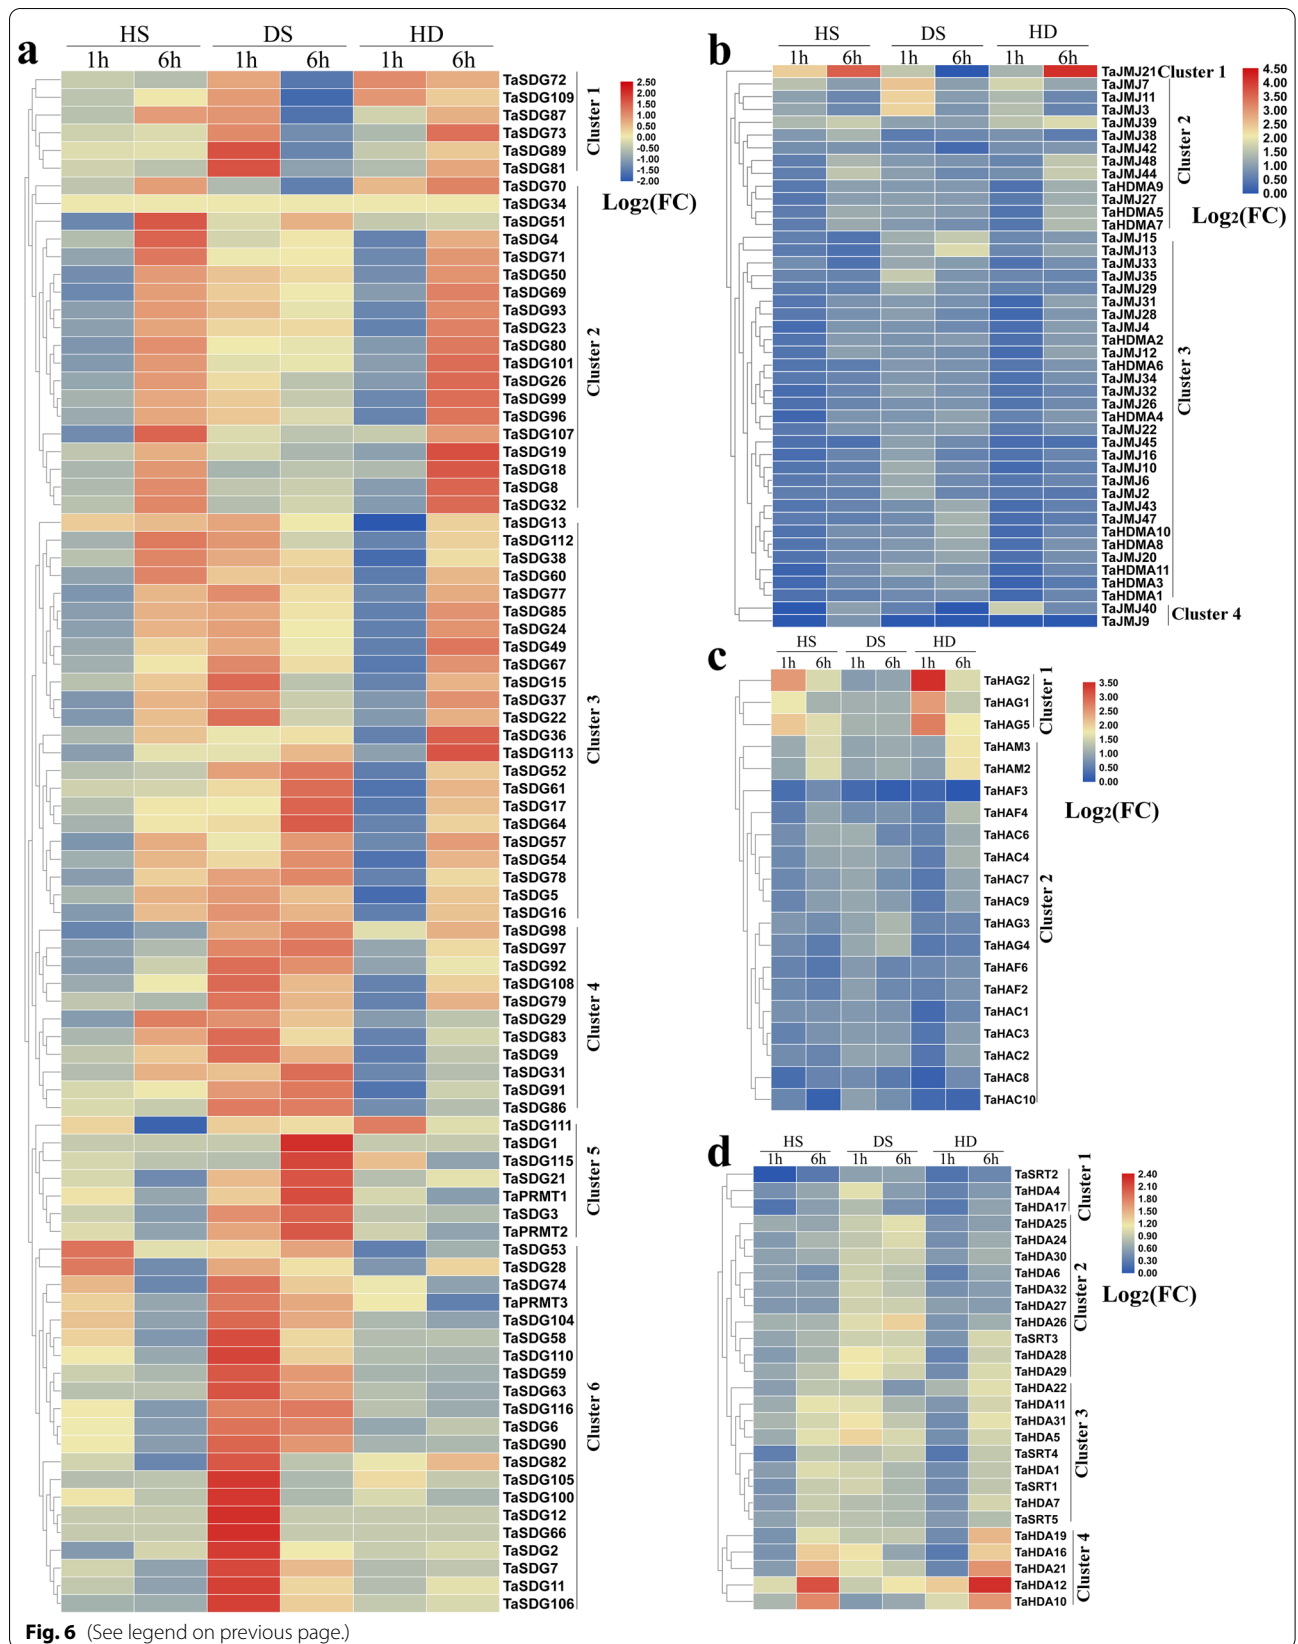 a
HS DS HD
1h 6h 1h 6h 1h 6h
TaSDG72
TaSDG109
TaSDG87
TaSDG73
TaSDG89
TaSDG81
Cluster 1
TaSDG70
TaSDG34
TaSDG51
TaSDG4
TaSDG71
TaSDG50
TaSDG69
TaSDG93
TaSDG23
TaSDG80
TaSDG101
TaSDG26
TaSDG99
TaSDG96
TaSDG107
TaSDG19
TaSDG18
TaSDG8
TaSDG32
Cluster 2
TaSDG13
TaSDG112
TaSDG38
TaSDG60
TaSDG77
TaSDG85
TaSDG24
TaSDG49
TaSDG67
TaSDG15
TaSDG37
TaSDG22
TaSDG36
TaSDG113
TaSDG52
TaSDG61
TaSDG17
TaSDG64
TaSDG57
TaSDG54
TaSDG78
TaSDG5
TaSDG16
Cluster 3
TaSDG98
TaSDG97
TaSDG92
TaSDG108
TaSDG79
TaSDG29
TaSDG83
TaSDG9
TaSDG31
TaSDG91
TaSDG86
Cluster 4
TaSDG111
TaSDG1
TaSDG115
TaSDG21
TaPRMT1
TaSDG3
TaPRMT2
Cluster 5
TaSDG53
TaSDG28
TaSDG74
TaPRMT3
TaSDG104
TaSDG58
TaSDG110
TaSDG59
TaSDG63
TaSDG116
TaSDG6
TaSDG90
TaSDG82
TaSDG105
TaSDG100
TaSDG12
TaSDG66
TaSDG2
TaSDG7
TaSDG11
TaSDG106
Cluster 6
2.50
2.00
1.50
1.00
0.50
0.00
-0.50
-1.00
-1.50
-2.00
Log2(FC)
b
HS DS HD
1h 6h 1h 6h 1h 6h
TaJMJ21 Cluster 1
TaJMJ7
TaJMJ11
TaJMJ3
TaJMJ39
TaJMJ38
TaJMJ42
TaJMJ48
TaJMJ44
TaHDMA9
TaJMJ27
TaHDMA5
TaHDMA7
Cluster 2
TaJMJ15
TaJMJ13
TaJMJ33
TaJMJ35
TaJMJ29
TaJMJ31
TaJMJ28
TaJMJ4
TaHDMA2
TaJMJ12
TaHDMA6
TaJMJ34
TaJMJ32
TaJMJ26
TaHDMA4
TaJMJ22
TaJMJ45
TaJMJ16
TaJMJ10
TaJMJ6
TaJMJ2
TaJMJ43
TaJMJ47
TaHDMA10
TaHDMA8
TaJMJ20
TaHDMA11
TaHDMA3
TaHDMA1
Cluster 3
TaJMJ40
TaJMJ9
Cluster 4
4.50
4.00
3.50
3.00
2.50
2.00
1.50
1.00
0.50
0.00
Log2(FC)
c
HS DS HD
1h 6h 1h 6h 1h 6h
TaHAG2
TaHAG1
TaHAG5
Cluster 1
TaHAM3
TaHAM2
TaHAF3
TaHAF4
TaHAC6
TaHAC4
TaHAC7
TaHAC9
TaHAG3
TaHAG4
TaHAF6
TaHAF2
TaHAC1
TaHAC3
TaHAC2
TaHAC8
TaHAC10
Cluster 2
3.50
3.00
2.50
2.00
1.50
1.00
0.50
0.00
Log2(FC)
d
HS DS HD
1h 6h 1h 6h 1h 6h
TaSRT2
TaHDA4
TaHDA17
Cluster 1
TaHDA25
TaHDA24
TaHDA30
TaHDA6
TaHDA32
TaHDA27
TaHDA26
TaSRT3
TaHDA28
TaHDA29
Cluster 2
TaHDA22
TaHDA11
TaHDA31
TaHDA5
TaSRT4
TaHDA1
TaSRT1
TaHDA7
TaSRT5
Cluster 3
TaHDA19
TaHDA16
TaHDA21
TaHDA12
TaHDA10
Cluster 4
2.40
2.10
1.80
1.50
1.20
0.90
0.60
0.30
0.00
Log2(FC)
Fig. 6 (See legend on previous page.)